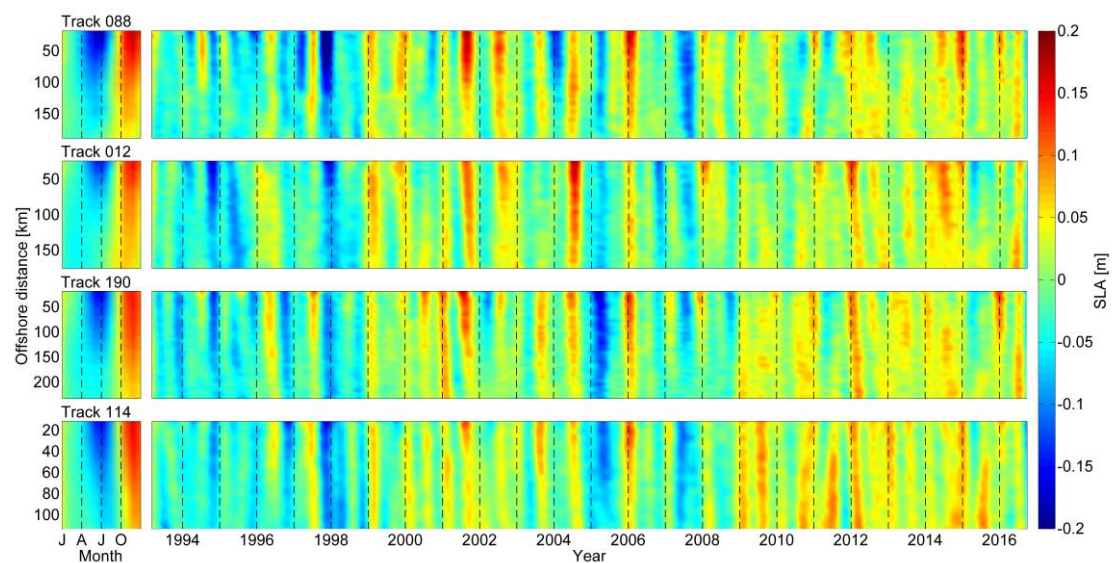 Track 088
50
100
150
Track 012
50
100
150
Track 190
50
100
150
200
Track 114
20
40
60
80
100
Offshore distance [km]
J A J O
Month
1994 1996 1998 2000 2002 2004 2006 2008 2010 2012 2014 2016
Year
0.2
0.15
0.1
0.05
0
-0.05
-0.1
-0.15
-0.2
SLA [m]